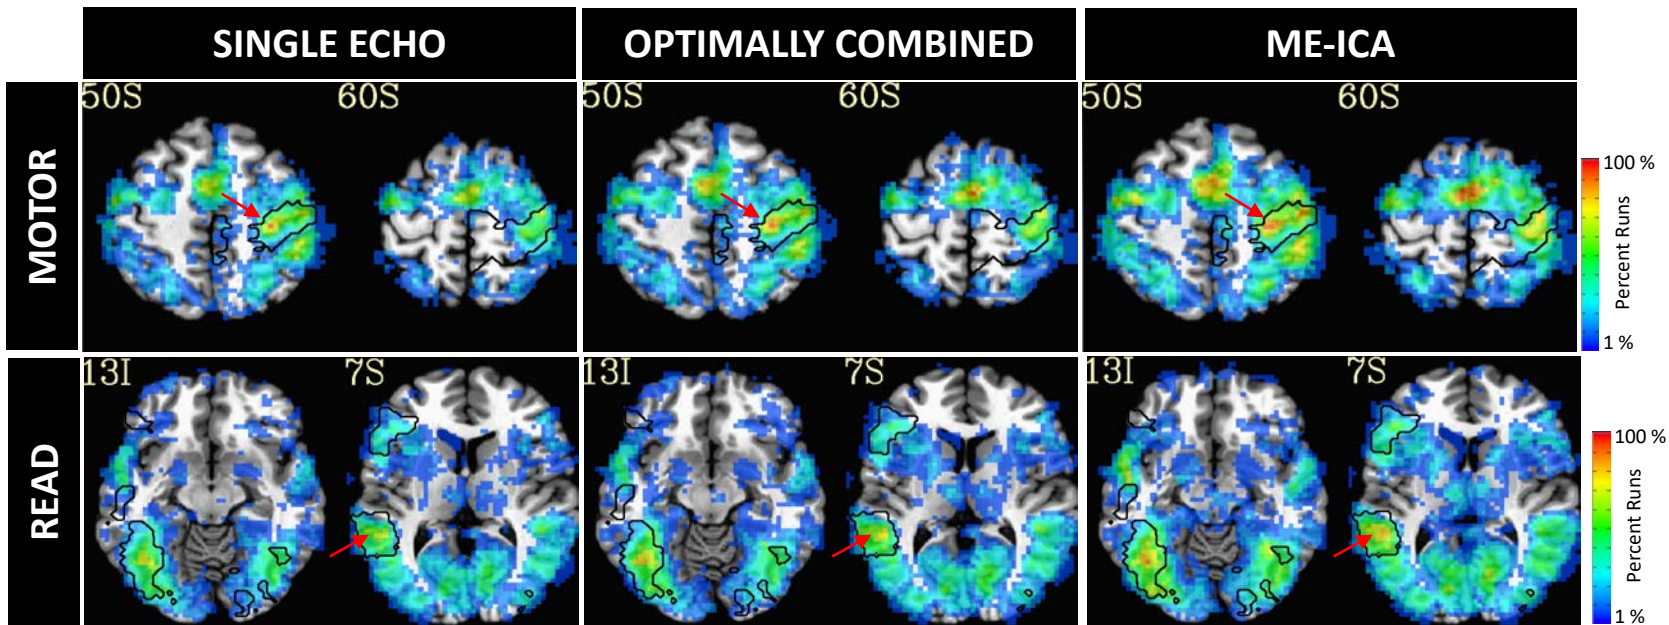 SINGLE ECHO
OPTIMALLY COMBINED
ME-ICA
MOTOR
50S
60S
50S
60S
50S
60S
100 %
Percent Runs
1 %
READ
13I
7S
13I
7S
13I
7S
100 %
Percent Runs
1 %